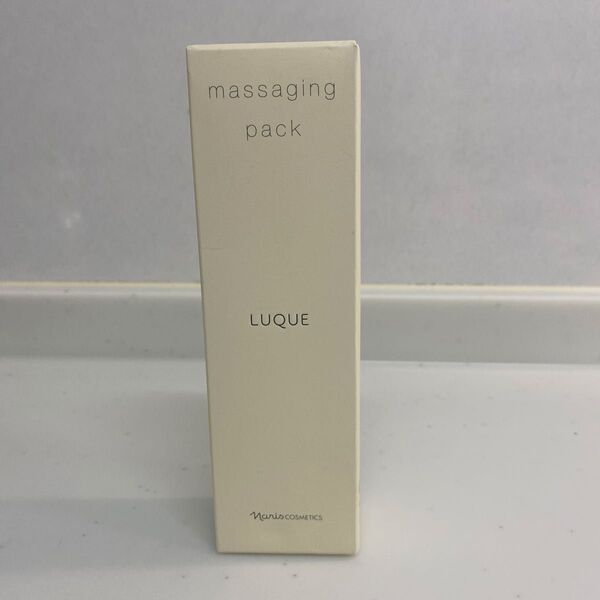 massaging
pack
LUQUE
Naris COSMETICS